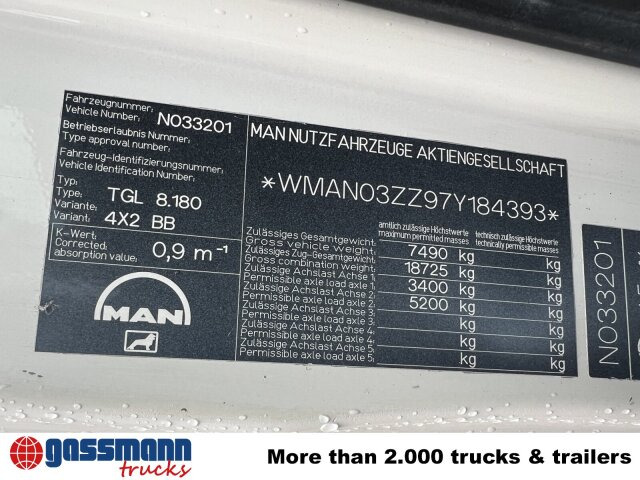 Fahrzeugnummer:
Vehicle Number: N033201
Betriebserlaubnis Nummer:
Type approval number:
Fahrzeug-Identifizierungsnummer:
Vehicle Identification Number:
Typ:
Type: TGL 8.180
Variante:
Variant: 4X2 BB
K-Wert:
Corrected
absorption value: 0,9 m⁻¹
MAN
MAN NUTZFAHRZEUGE AKTIENGESELLSCHAFT
*WMAN03ZZ97Y184393*
amtlich zulässige Höchstwerte technisch zulässige Höchstwerte
maximum permitted masses technically permissible masses
Zulässiges Gesamtgewicht:
Gross vehicle weight: 7490 kg kg
Zulässiges Zug-Gesamtgewicht:
Gross combination weight: 18725 kg kg
Zulässige Achslast Achse 1:
Permissible axle load axle 1: 3400 kg kg
Zulässige Achslast Achse 2:
Permissible axle load axle 2: 5200 kg kg
Zulässige Achslast Achse 3:
Permissible axle load axle 3: kg kg
Zulässige Achslast Achse 4:
Permissible axle load axle 4: kg kg
Zulässige Achslast Achse 5:
Permissible axle load axle 5: kg kg
N033201
gassmann
trucks
More than 2.000 trucks & trailers